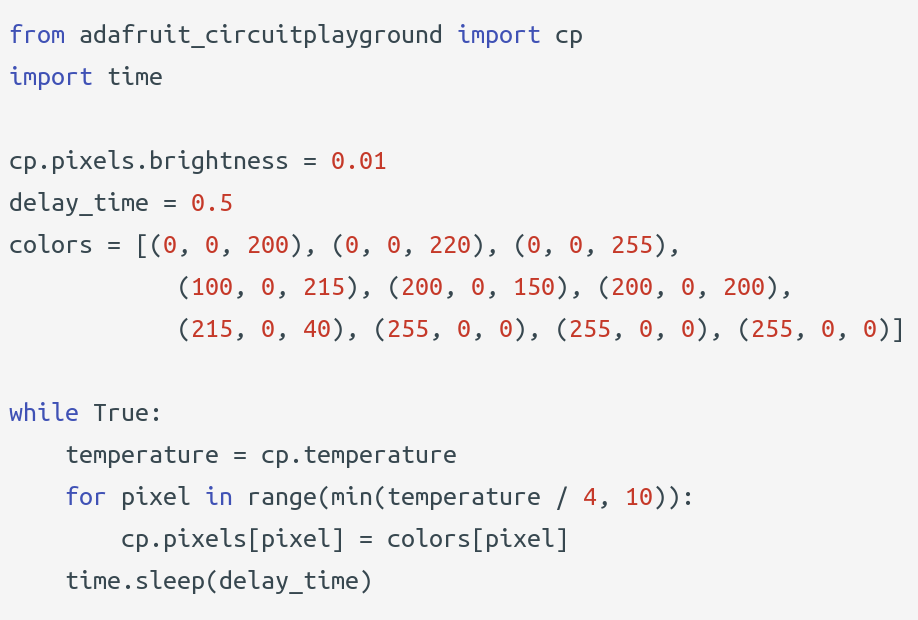 from adafruit_circuitplayground import cp
import time

cp.pixels.brightness = 0.01
delay_time = 0.5
colors = [(0, 0, 200), (0, 0, 220), (0, 0, 255),
            (100, 0, 215), (200, 0, 150), (200, 0, 200),
            (215, 0, 40), (255, 0, 0), (255, 0, 0), (255, 0, 0)]

while True:
    temperature = cp.temperature
    for pixel in range(min(temperature / 4, 10)):
        cp.pixels[pixel] = colors[pixel]
    time.sleep(delay_time)